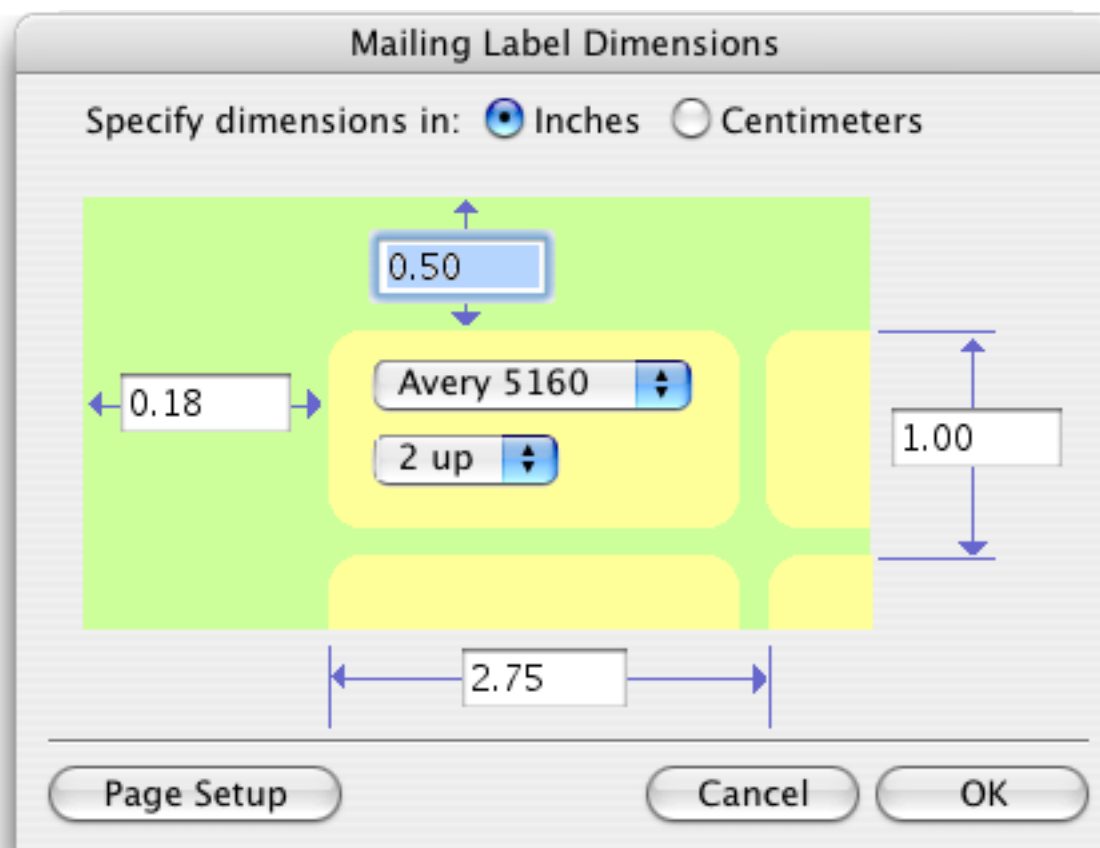 Mailing Label Dimensions
Specify dimensions in: Inches Centimeters
0.50
Avery 5160
0.18
2 up
1.00
2.75
Page Setup Cancel OK